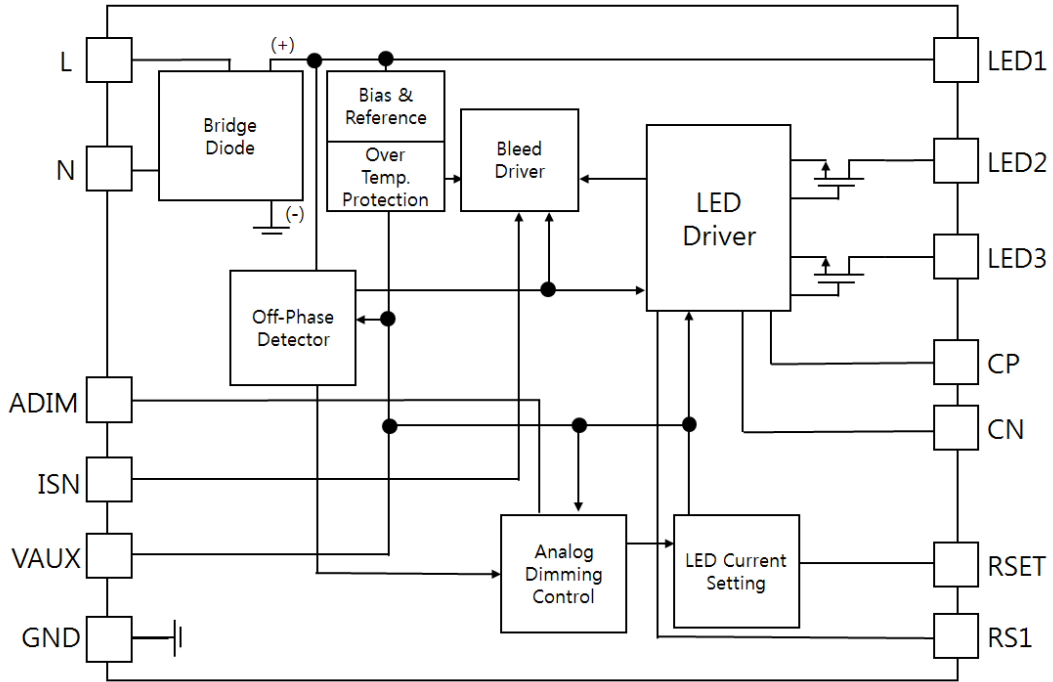 L
N
ADIM
ISN
VAUX
GND
(+)
Bridge
Diode
(-)
Bias &
Reference
Over
Temp.
Protection
Bleed
Driver
LED
Driver
Off-Phase
Detector
Analog
Dimming
Control
LED Current
Setting
LED1
LED2
LED3
CP
CN
RSET
RS1